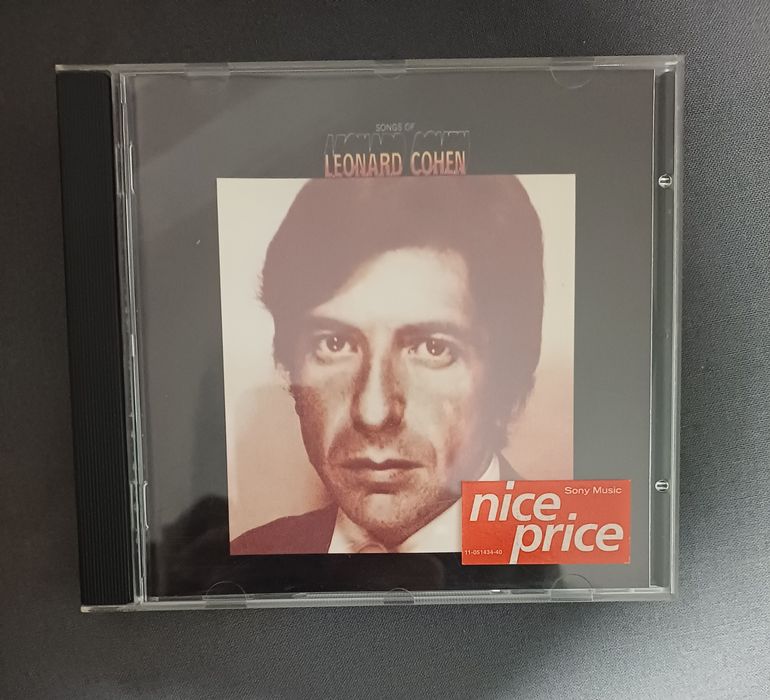 SONGS OF
LEONARD COHEN
Sony Music
nice
price
11-051434-40